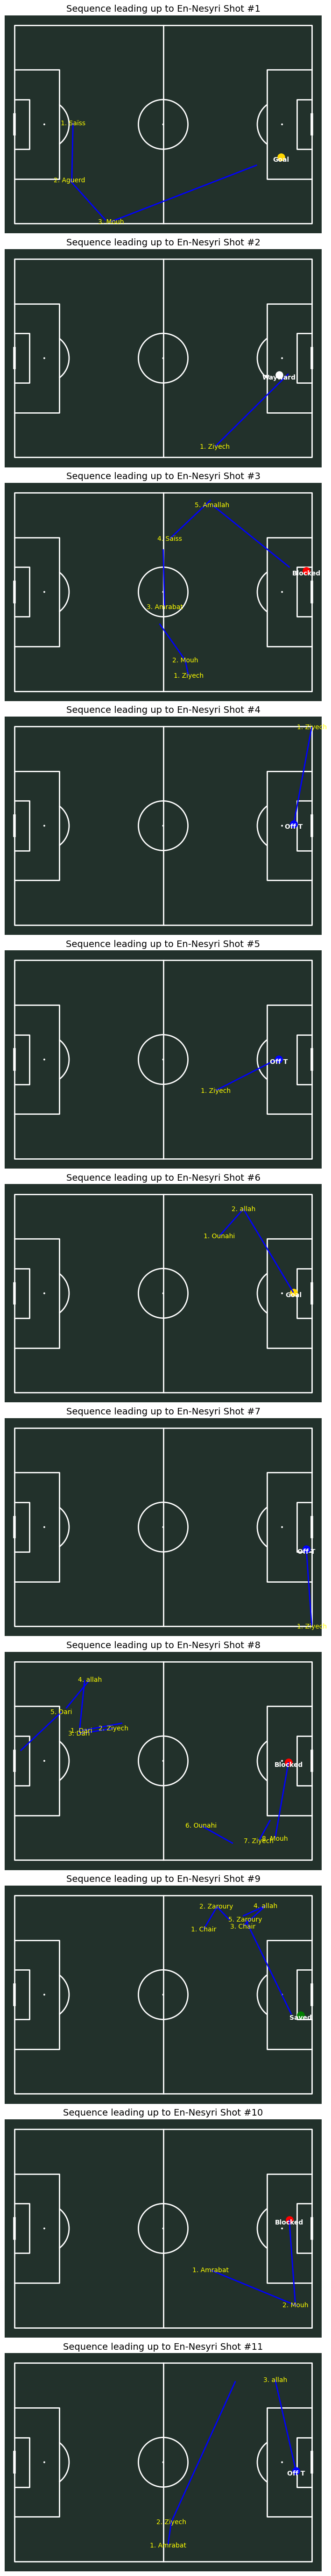 Sequence leading up to En-Nesyri Shot #1
1. Saiss
2. Aguerd
3. Mouh
Goal
Sequence leading up to En-Nesyri Shot #2
Wayward
1. Ziyech
Sequence leading up to En-Nesyri Shot #3
5. Amallah
4. Saiss
Blocked
3. Amrabat
2. Mouh
1. Ziyech
Sequence leading up to En-Nesyri Shot #4
1. Ziyech
Off T
Sequence leading up to En-Nesyri Shot #5
Off T
1. Ziyech
Sequence leading up to En-Nesyri Shot #6
2. allah
1. Ounahi
Goal
Sequence leading up to En-Nesyri Shot #7
Off T
1. Ziyech
Sequence leading up to En-Nesyri Shot #8
4. allah
5. Dari
2. Ziyech
1. Dari
3. Dari
Blocked
6. Ounahi
8. Mouh
7. Ziyech
Sequence leading up to En-Nesyri Shot #9
2. Zaroury
4. allah
5. Zaroury
3. Chair
1. Chair
Saved
Sequence leading up to En-Nesyri Shot #10
Blocked
1. Amrabat
2. Mouh
Sequence leading up to En-Nesyri Shot #11
3. allah
Off T
2. Ziyech
1. Amrabat